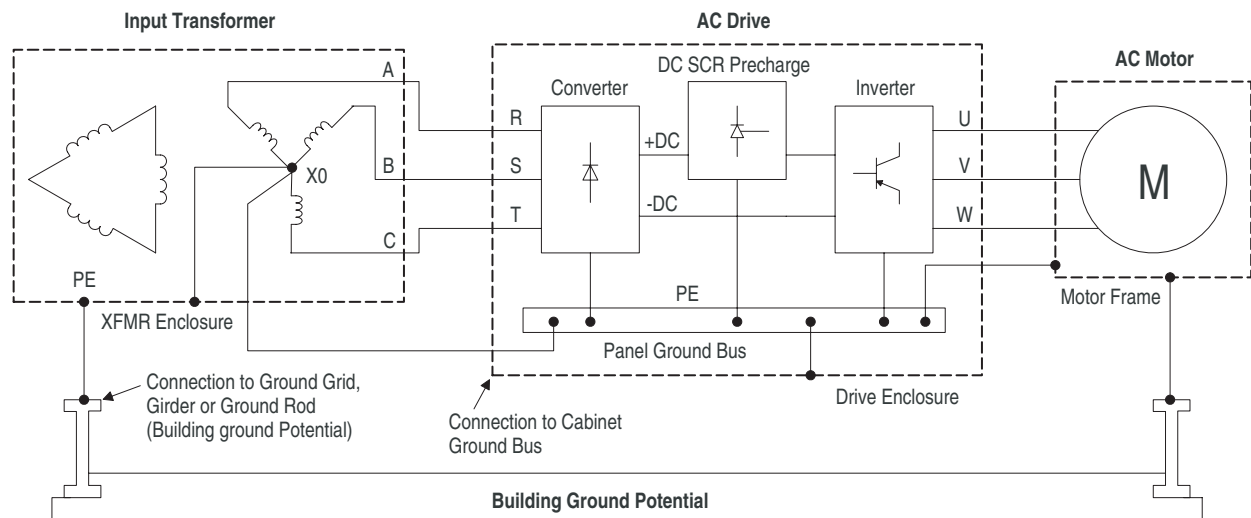 Input Transformer
AC Drive
AC Motor
DC SCR Precharge
Converter
Inverter
A
R
U
+DC
B
S
V
X0
M
-DC
C
T
W
PE
PE
Motor Frame
XFMR Enclosure
Panel Ground Bus
Connection to Ground Grid,
Girder or Ground Rod
(Building ground Potential)
Drive Enclosure
Connection to Cabinet
Ground Bus
Building Ground Potential